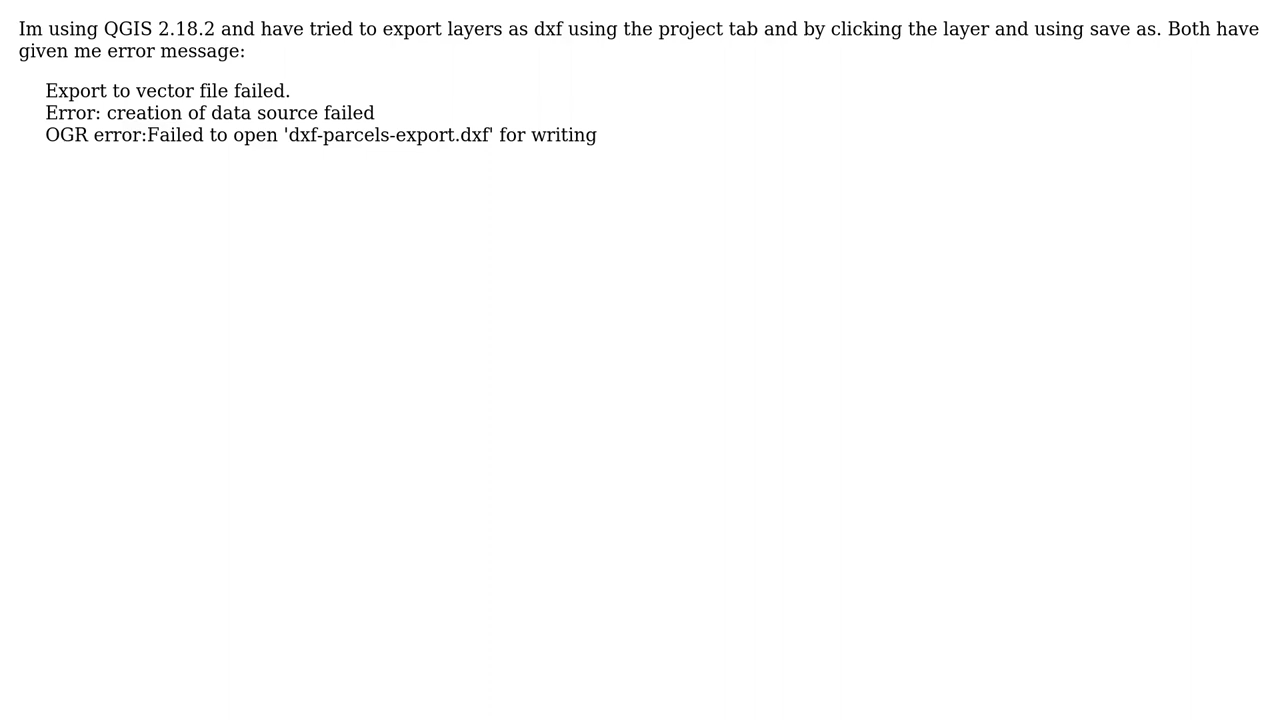 Im using QGIS 2.18.2 and have tried to export layers as dxf using the project tab and by clicking the layer and using save as. Both have
given me error message:
Export to vector file failed.
Error: creation of data source failed
OGR error:Failed to open 'dxf-parcels-export.dxf' for writing